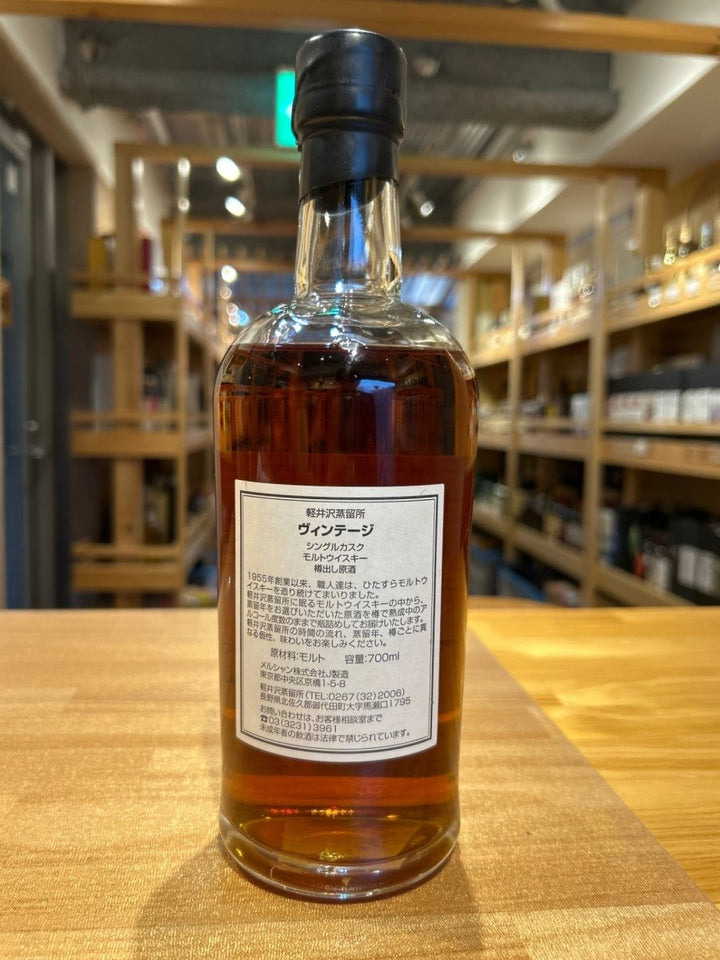 軽井沢蒸留所
ヴィンテージ
シングルカスク
モルトウイスキー
樽出し原酒
1955年創業以来、職人達は、ひたすらモルトウ
イスキーを造り続けてまいりました。
軽井沢蒸留所に眠るモルトウイスキーの中から、
蒸留年をお選びいただいた原酒を樽で熟成中のア
ルコール度数のままで瓶詰めしてお届けいたします。
軽井沢蒸留所の時間の流れ、蒸留年、樽ごとに異
なる個性、味わいをお楽しみください。
原材料:モルト 容量:700ml
メルシャン株式会社J製造
東京都中央区京橋1-5-8
軽井沢蒸留所(TEL:0267(32)2006)
長野県北佐久郡御代田町大字馬瀬口1795
お問い合わせは、お客様相談室まで
☎03(3231)3961
未成年者の飲酒は法律で禁じられています。